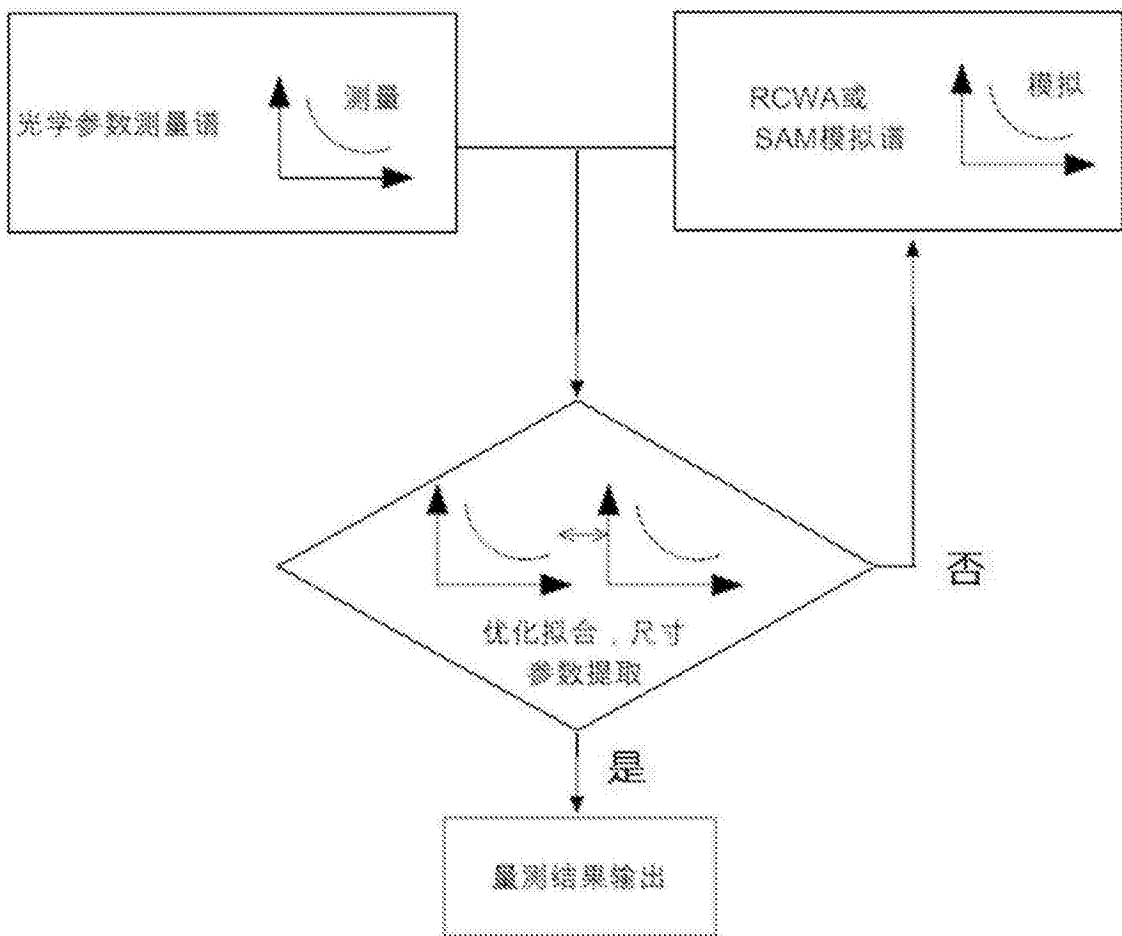 光学参数测量谱
测量
RCWA或
SAM模拟谱
模拟
否
优化拟合，尺寸
参数提取
是
量测结果输出